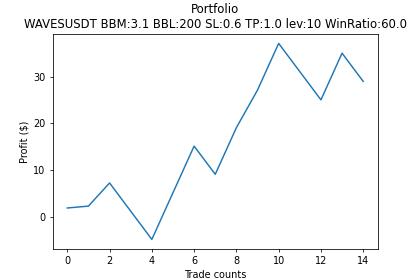 Portfolio
WAVESUSDT BBM:3.1 BBL:200 SL:0.6 TP:1.0 lev:10 WinRatio:60.0
30
20
10
0
Profit ($)
0 2 4 6 8 10 12 14
Trade counts